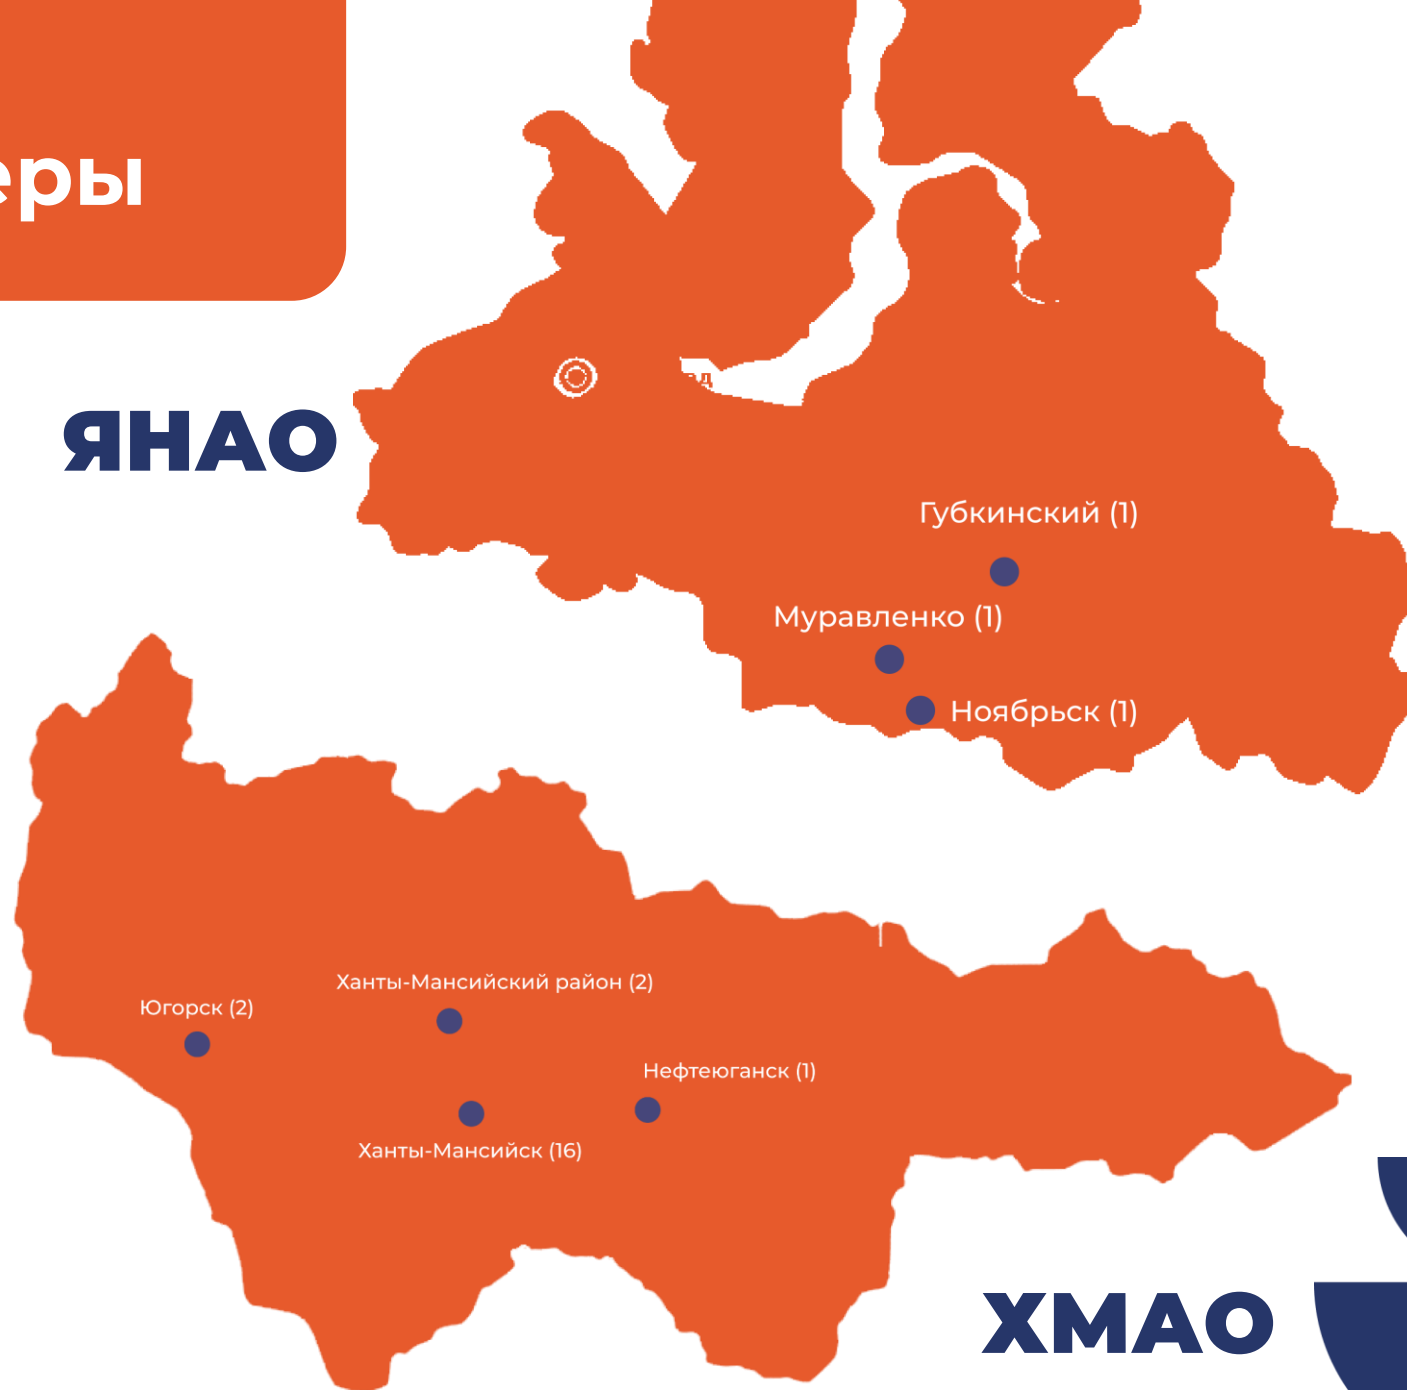 еры
ЯНАО
Губкинский (1)
Муравленко (1)
Ноябрьск (1)
Ханты-Мансийский район (2)
Югорск (2)
Нефтеюганск (1)
Ханты-Мансийск (16)
ХМАО